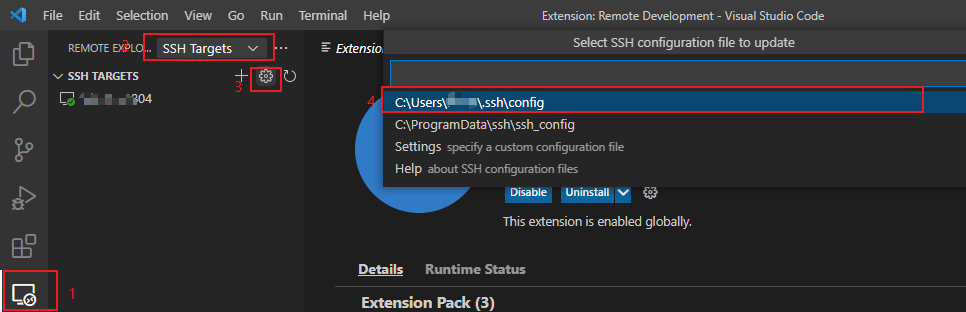 File Edit Selection View Go Run Terminal Help
Extension: Remote Development - Visual Studio Code
2
REMOTE EXPLO... SSH Targets
Extension
Select SSH configuration file to update
SSH TARGETS
3
304
4
C:\Users\ \.ssh\config
C:\ProgramData\ssh\ssh_config
Settings specify a custom configuration file
Help about SSH configuration files
Disable Uninstall
This extension is enabled globally.
Details Runtime Status
1
Extension Pack (3)